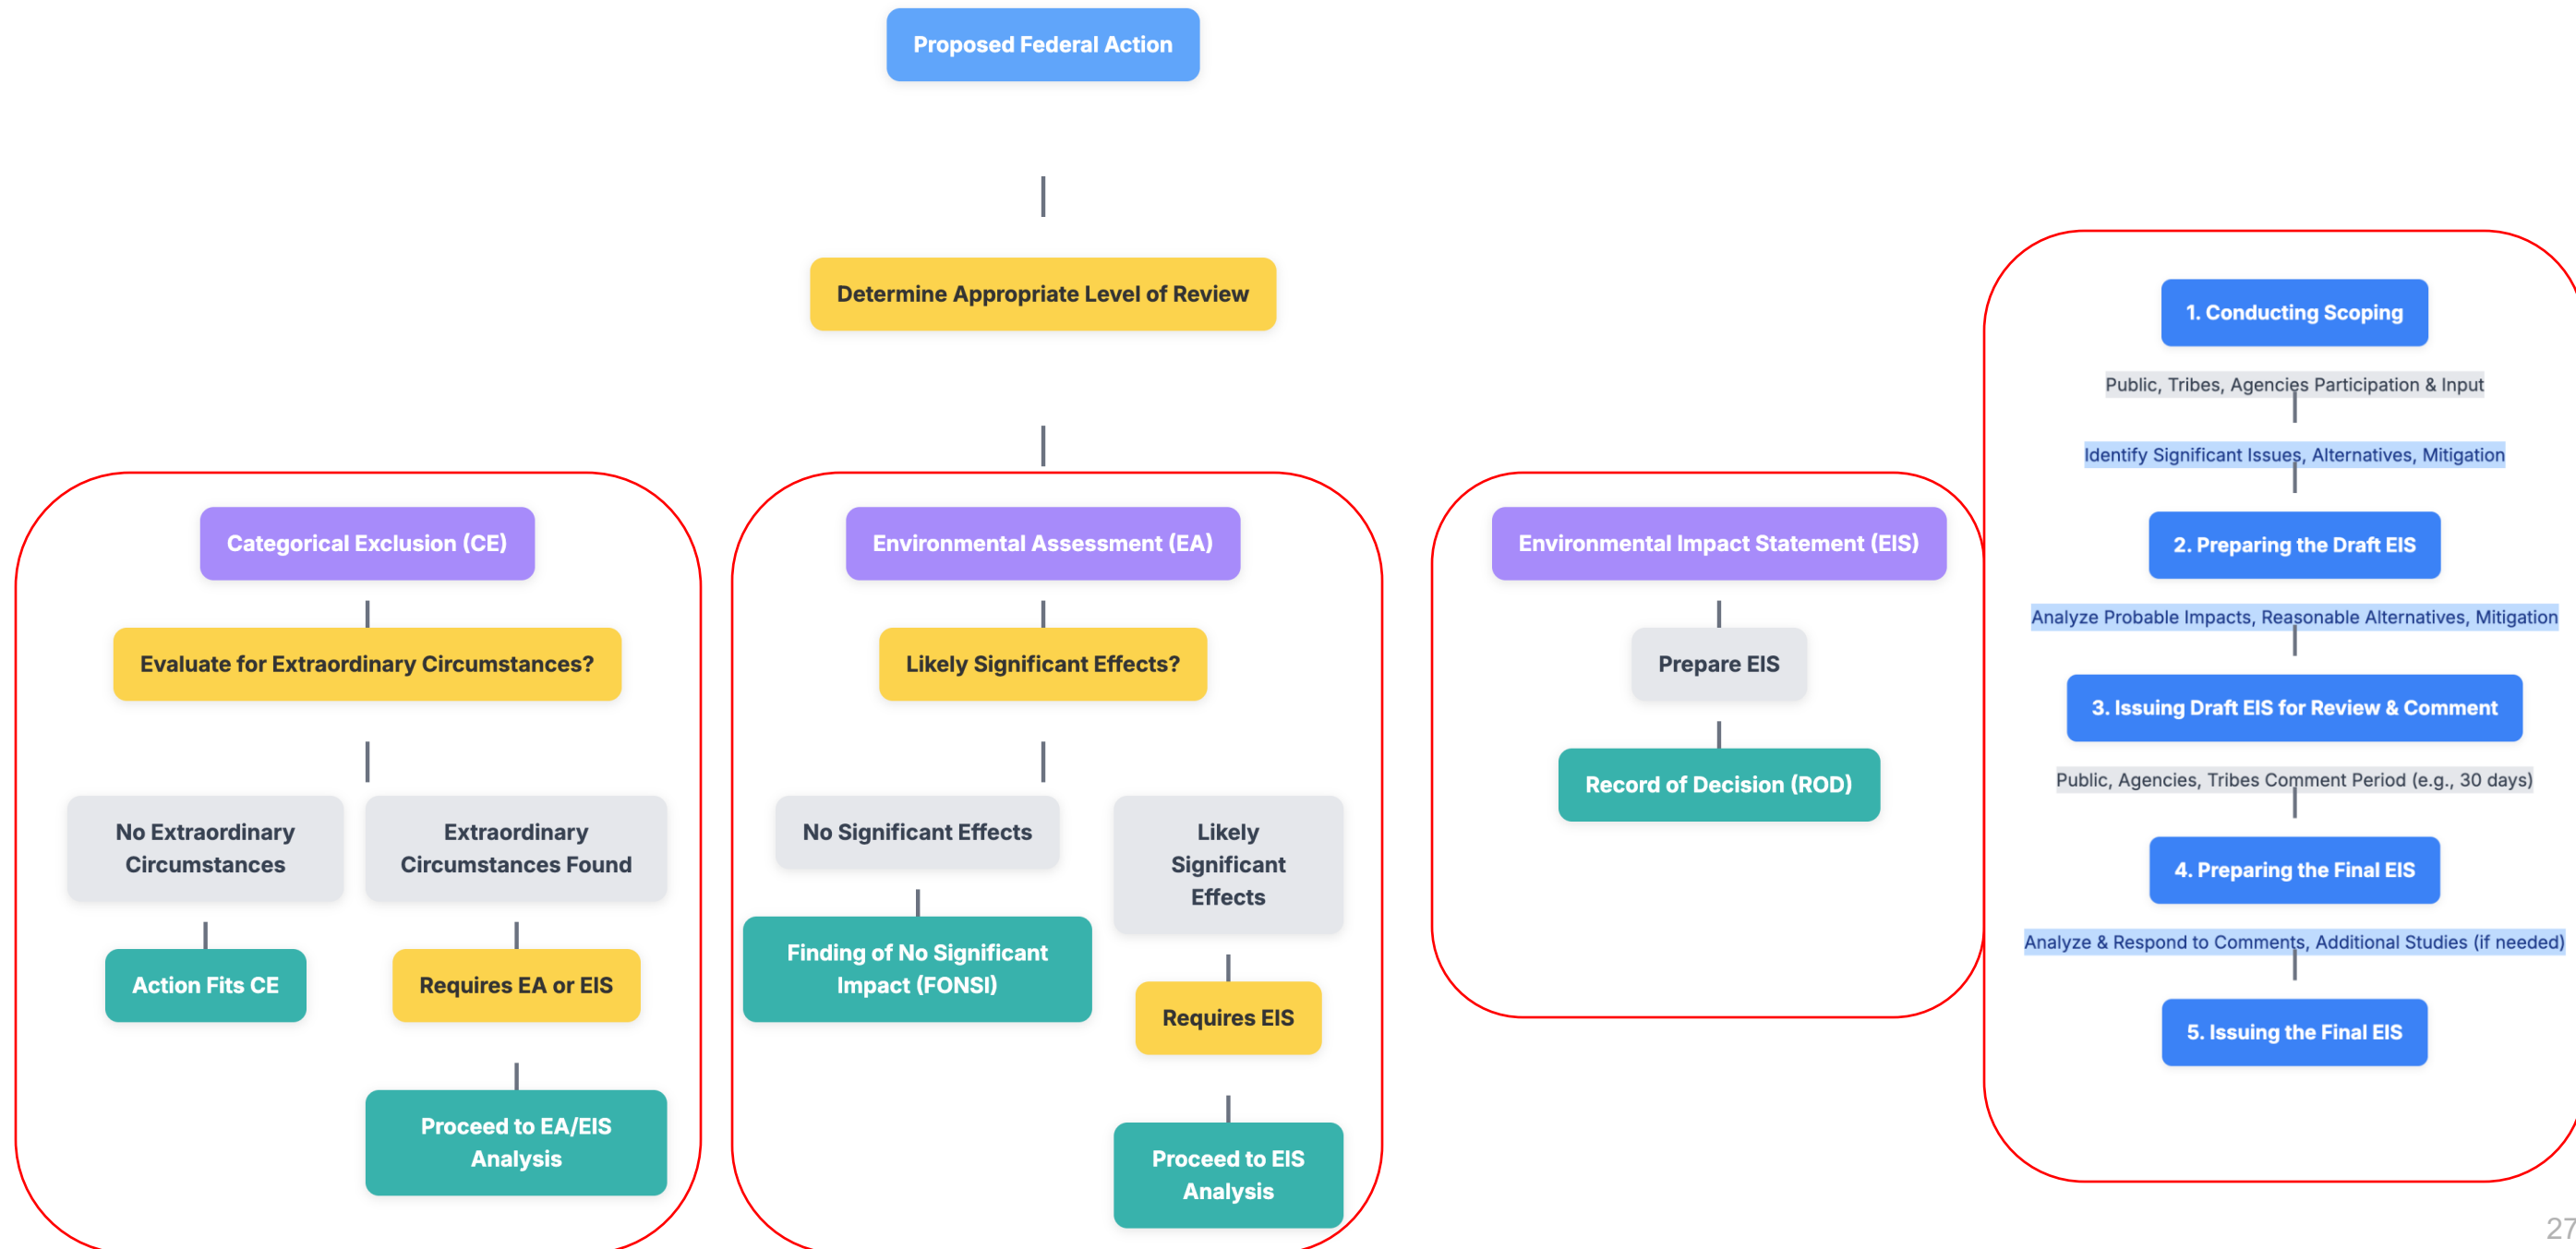 Proposed Federal Action
Determine Appropriate Level of Review
Categorical Exclusion (CE)
Evaluate for Extraordinary Circumstances?
No Extraordinary
Circumstances
Action Fits CE
Extraordinary
Circumstances Found
Requires EA or EIS
Proceed to EA/EIS
Analysis
Environmental Assessment (EA)
Likely Significant Effects?
No Significant Effects
Finding of No Significant
Impact (FONSI)
Likely
Significant
Effects
Requires EIS
Proceed to EIS
Analysis
Environmental Impact Statement (EIS)
Prepare EIS
Record of Decision (ROD)
1. Conducting Scoping
Public, Tribes, Agencies Participation & Input
Identify Significant Issues, Alternatives, Mitigation
2. Preparing the Draft EIS
Analyze Probable Impacts, Reasonable Alternatives, Mitigation
3. Issuing Draft EIS for Review & Comment
Public, Agencies, Tribes Comment Period (e.g., 30 days)
4. Preparing the Final EIS
Analyze & Respond to Comments, Additional Studies (if needed)
5. Issuing the Final EIS
27